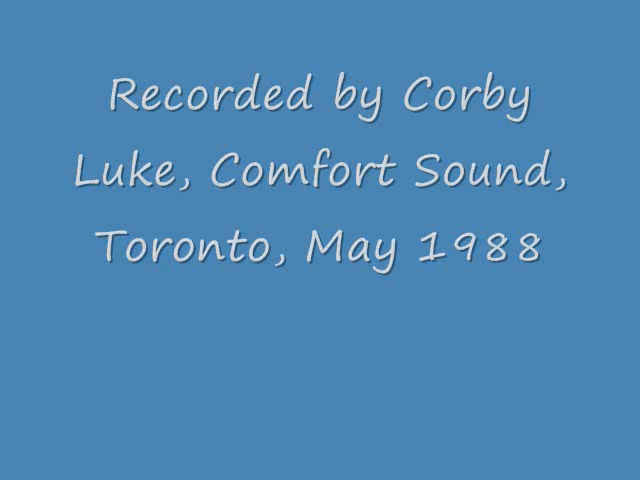 Recorded by Corby
Luke, Comfort Sound,
Toronto, May 1988